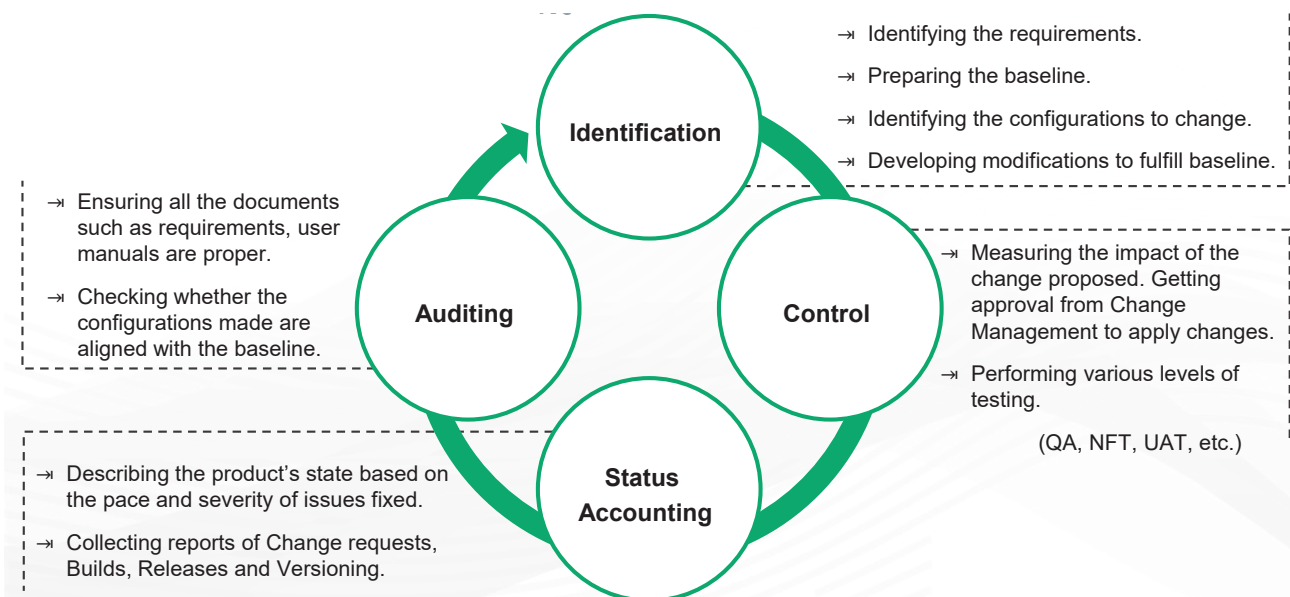 → Identifying the requirements.
→ Preparing the baseline.
→ Identifying the configurations to change.
→ Developing modifications to fulfill baseline.
Identification
→ Ensuring all the documents
such as requirements, user
manuals are proper.
→ Checking whether the
configurations made are
aligned with the baseline.
Auditing
Control
→ Measuring the impact of the
change proposed. Getting
approval from Change
Management to apply changes.
→ Performing various levels of
testing.
(QA, NFT, UAT, etc.)
→ Describing the product’s state based on
the pace and severity of issues fixed.
→ Collecting reports of Change requests,
Builds, Releases and Versioning.
Status
Accounting